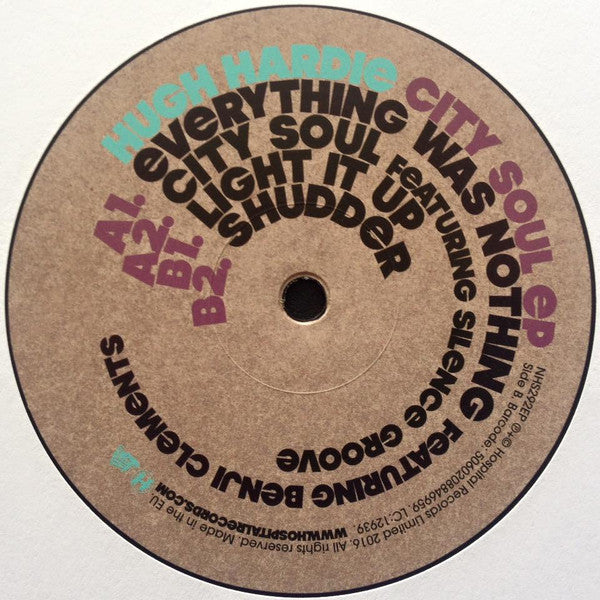 HUGH HARDIE CITY SOUL EP
A1. EVERYTHING WAS NOTHING FEATURING BENJI CLEMENTS
A2. CITY SOUL FEATURING SILENCE GROOVE
B1. LIGHT IT UP
B2. SHUDDER
NHS292EP ℗+© Hospital Records Limited 2016. All rights reserved. Made in the EU
Side B Barcode 5060208846959. LC:12939. WWW.HOSPITALRECORDS.COM
H